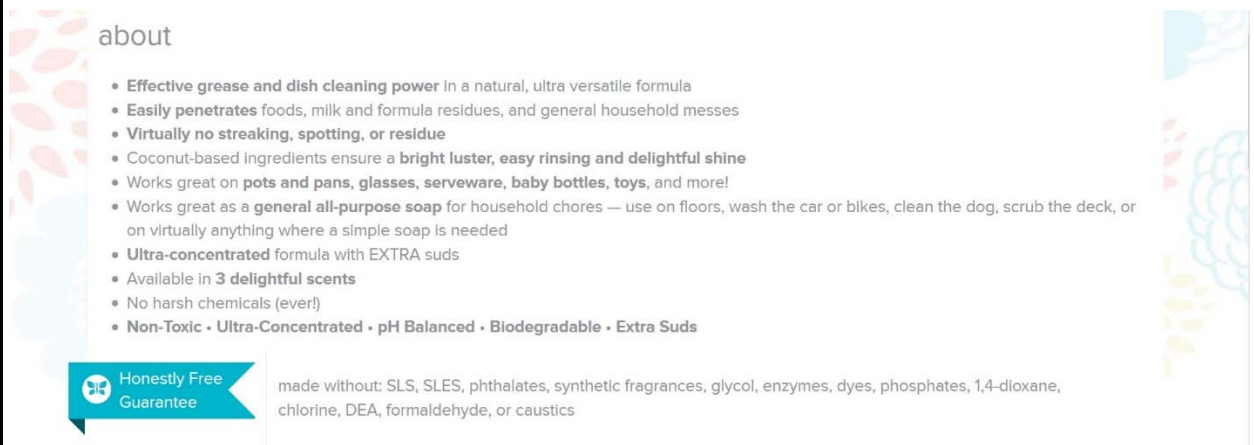 about
• Effective grease and dish cleaning power in a natural, ultra versatile formula
• Easily penetrates foods, milk and formula residues, and general household messes
• Virtually no streaking, spotting, or residue
• Coconut-based ingredients ensure a bright luster, easy rinsing and delightful shine
• Works great on pots and pans, glasses, serveware, baby bottles, toys, and more!
• Works great as a general all-purpose soap for household chores — use on floors, wash the car or bikes, clean the dog, scrub the deck, or
on virtually anything where a simple soap is needed
• Ultra-concentrated formula with EXTRA suds
• Available in 3 delightful scents
• No harsh chemicals (ever!)
• Non-Toxic • Ultra-Concentrated • pH Balanced • Biodegradable • Extra Suds
Honestly Free
Guarantee
made without: SLS, SLES, phthalates, synthetic fragrances, glycol, enzymes, dyes, phosphates, 1,4-dioxane,
chlorine, DEA, formaldehyde, or caustics